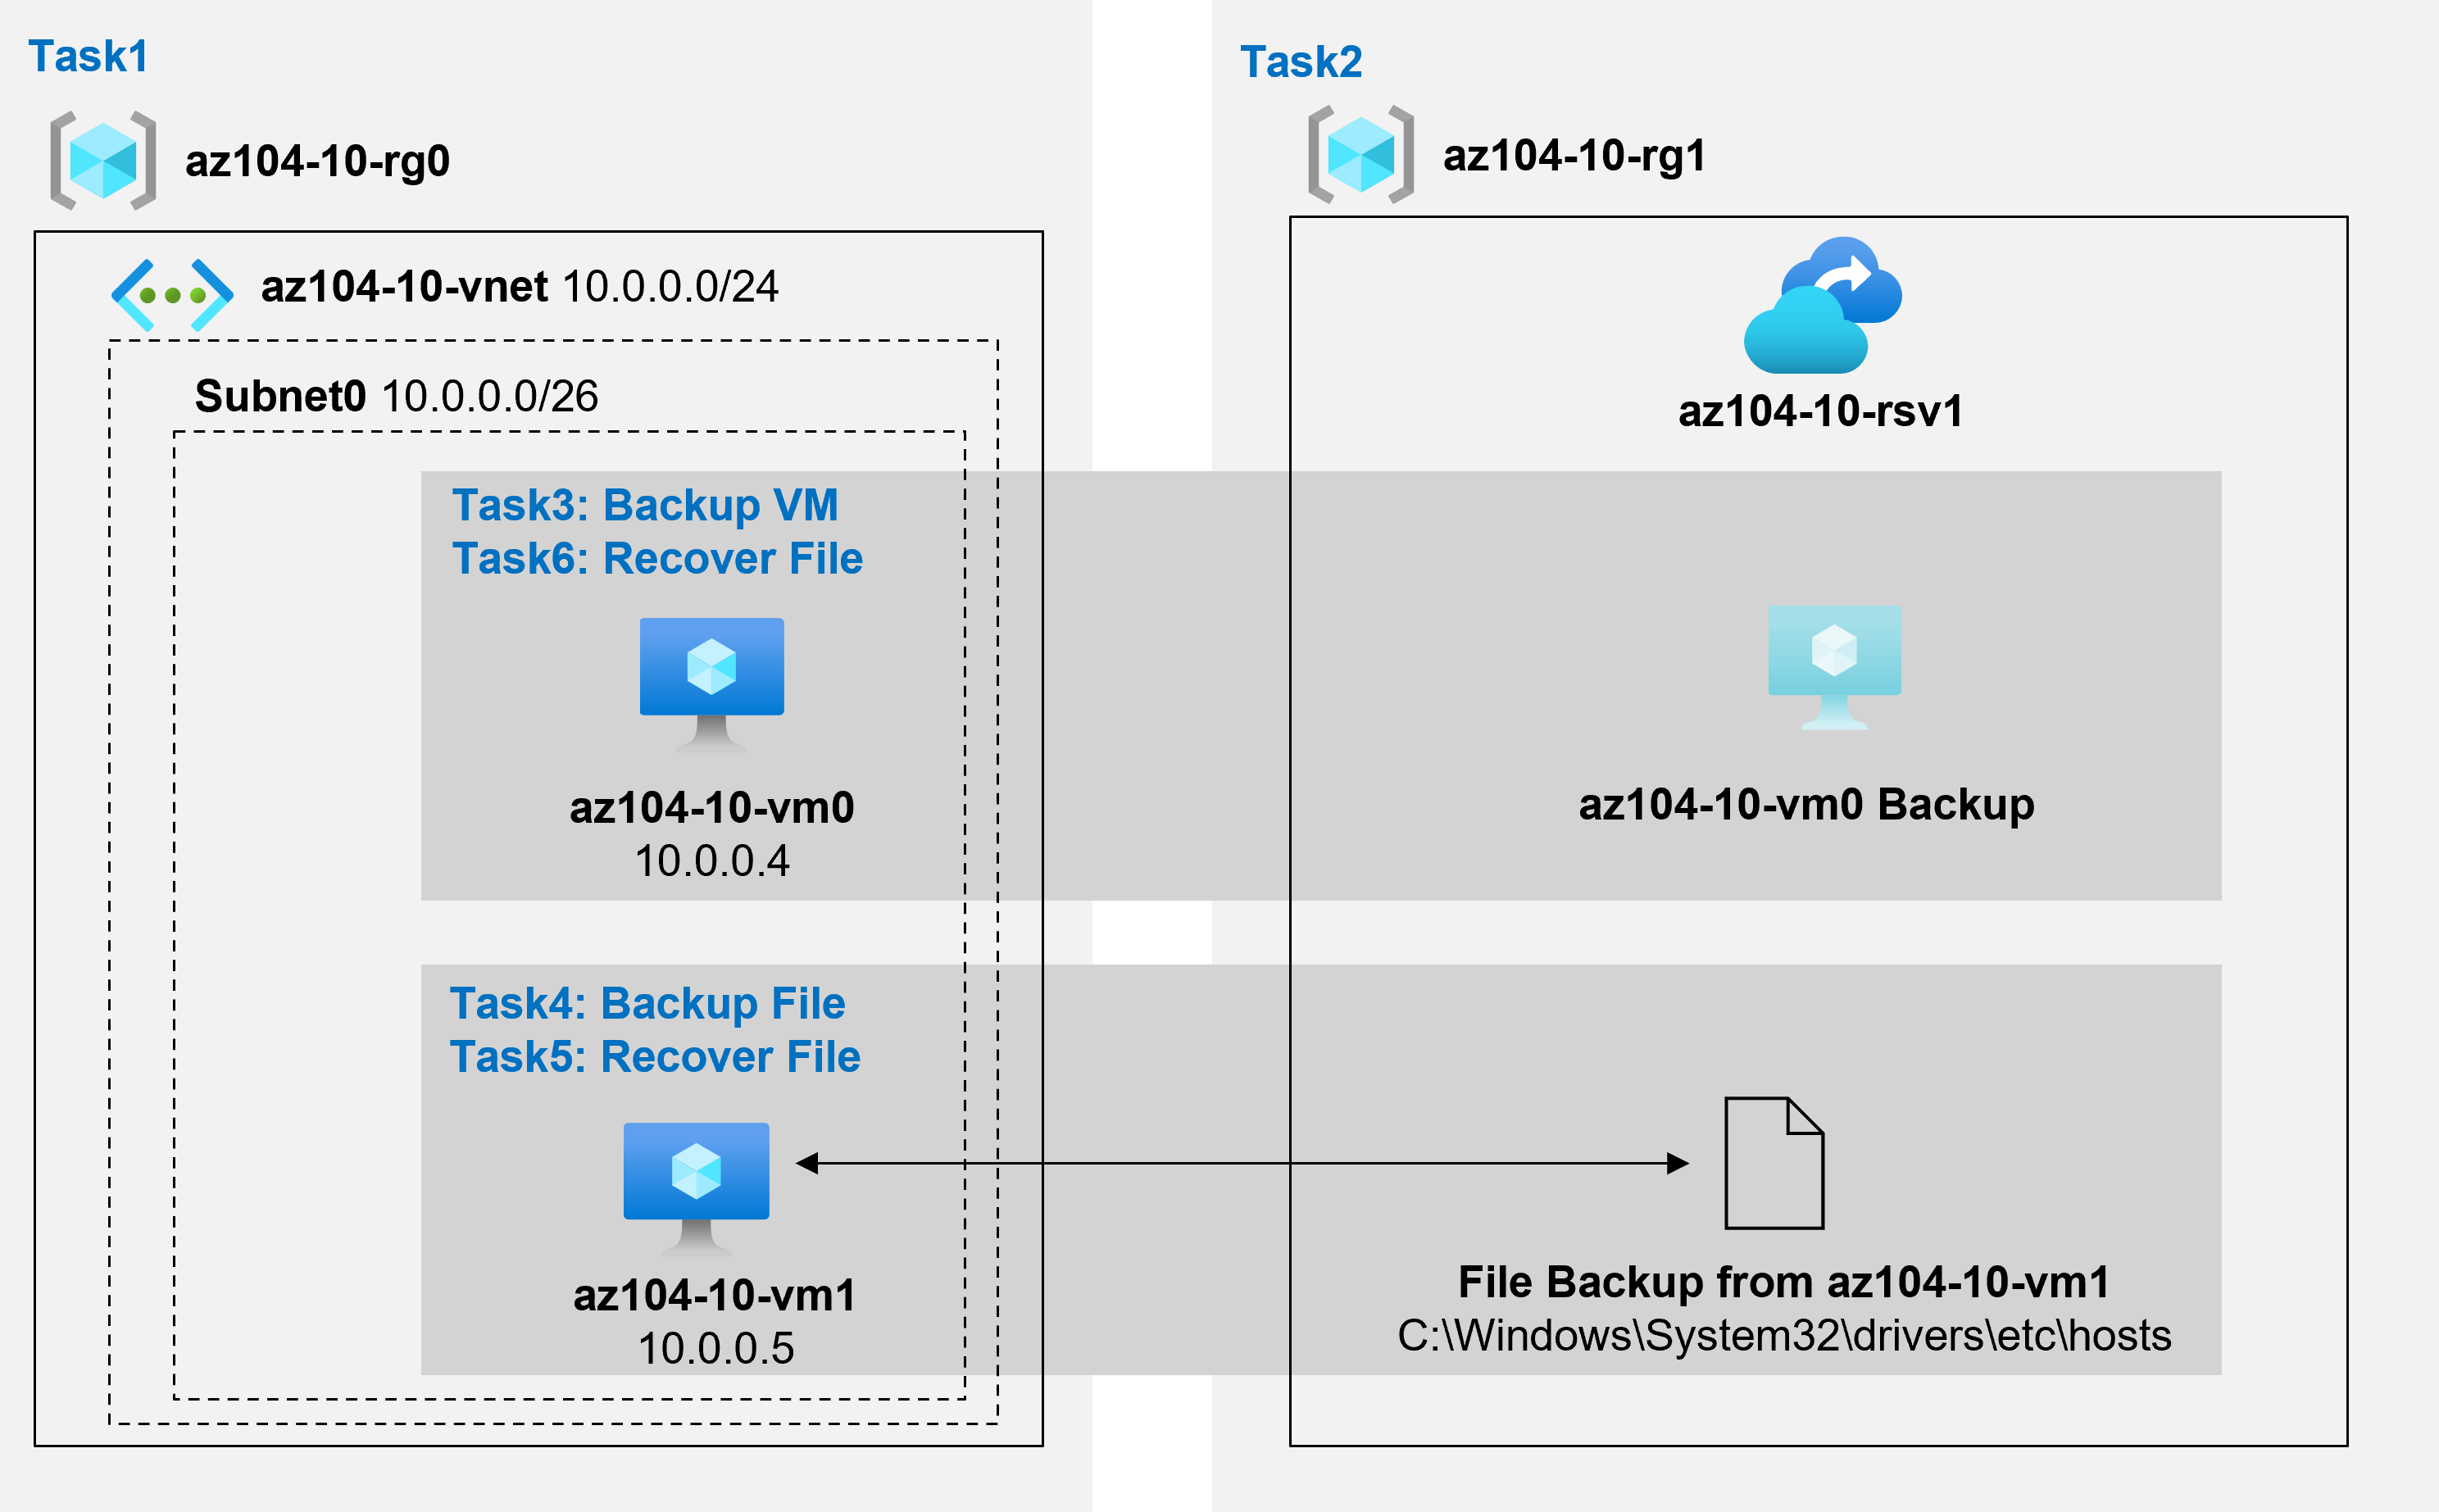 Task1
az104-10-rg0
az104-10-vnet 10.0.0.0/24
Subnet0 10.0.0.0/26
Task3: Backup VM
Task6: Recover File
az104-10-vm0
10.0.0.4
Task4: Backup File
Task5: Recover File
az104-10-vm1
10.0.0.5
Task2
az104-10-rg1
az104-10-rsv1
az104-10-vm0 Backup
File Backup from az104-10-vm1
C:\Windows\System32\drivers\etc\hosts